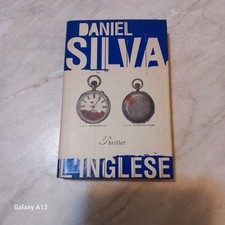 DANIEL
SILVA
Thriller
L'INGLESE
Galaxy A13